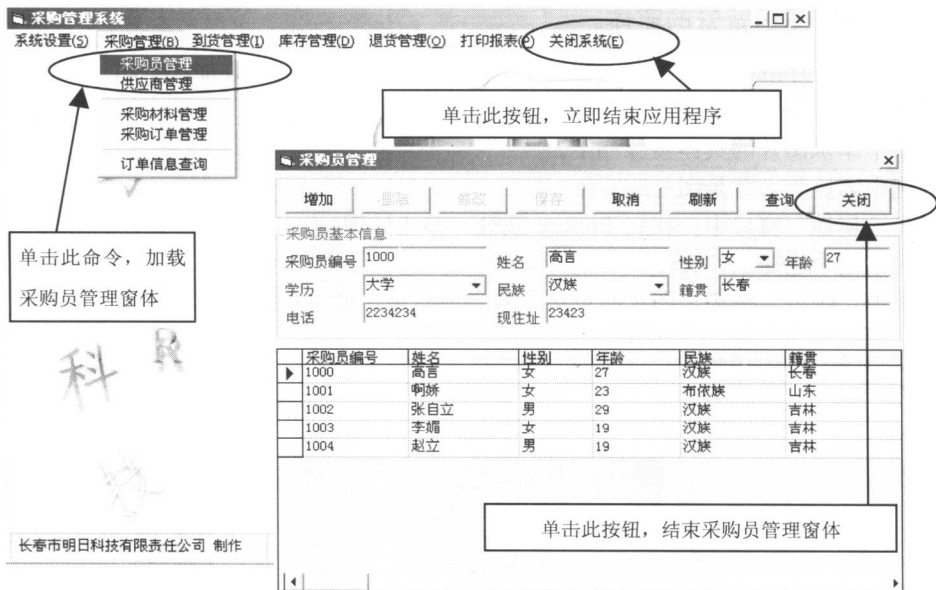 采购管理系统
系统设置(S) 采购管理(B) 到货管理(I) 库存管理(D) 退货管理(O) 打印报表(P) 关闭系统(E)
采购员管理
供应商管理
采购材料管理
采购订单管理
订单信息查询
单击此按钮，立即结束应用程序
单击此命令，加载
采购员管理窗体
采购员管理
增加 删除 修改 保存 取消 刷新 查询 关闭
采购员基本信息
采购员编号 1000 姓名 高言 性别 女 年龄 27
学历 大学 民族 汉族 籍贯 长春
电话 2234234 现住址 23423
采购员编号 姓名 性别 年龄 民族 籍贯
1000 高言 女 27 汉族 长春
1001 啊娇 女 23 布依族 山东
1002 张自立 男 29 汉族 吉林
1003 李媚 女 19 汉族 吉林
1004 赵立 男 19 汉族 吉林
单击此按钮，结束采购员管理窗体
科 R
长春市明日科技有限责任公司 制作